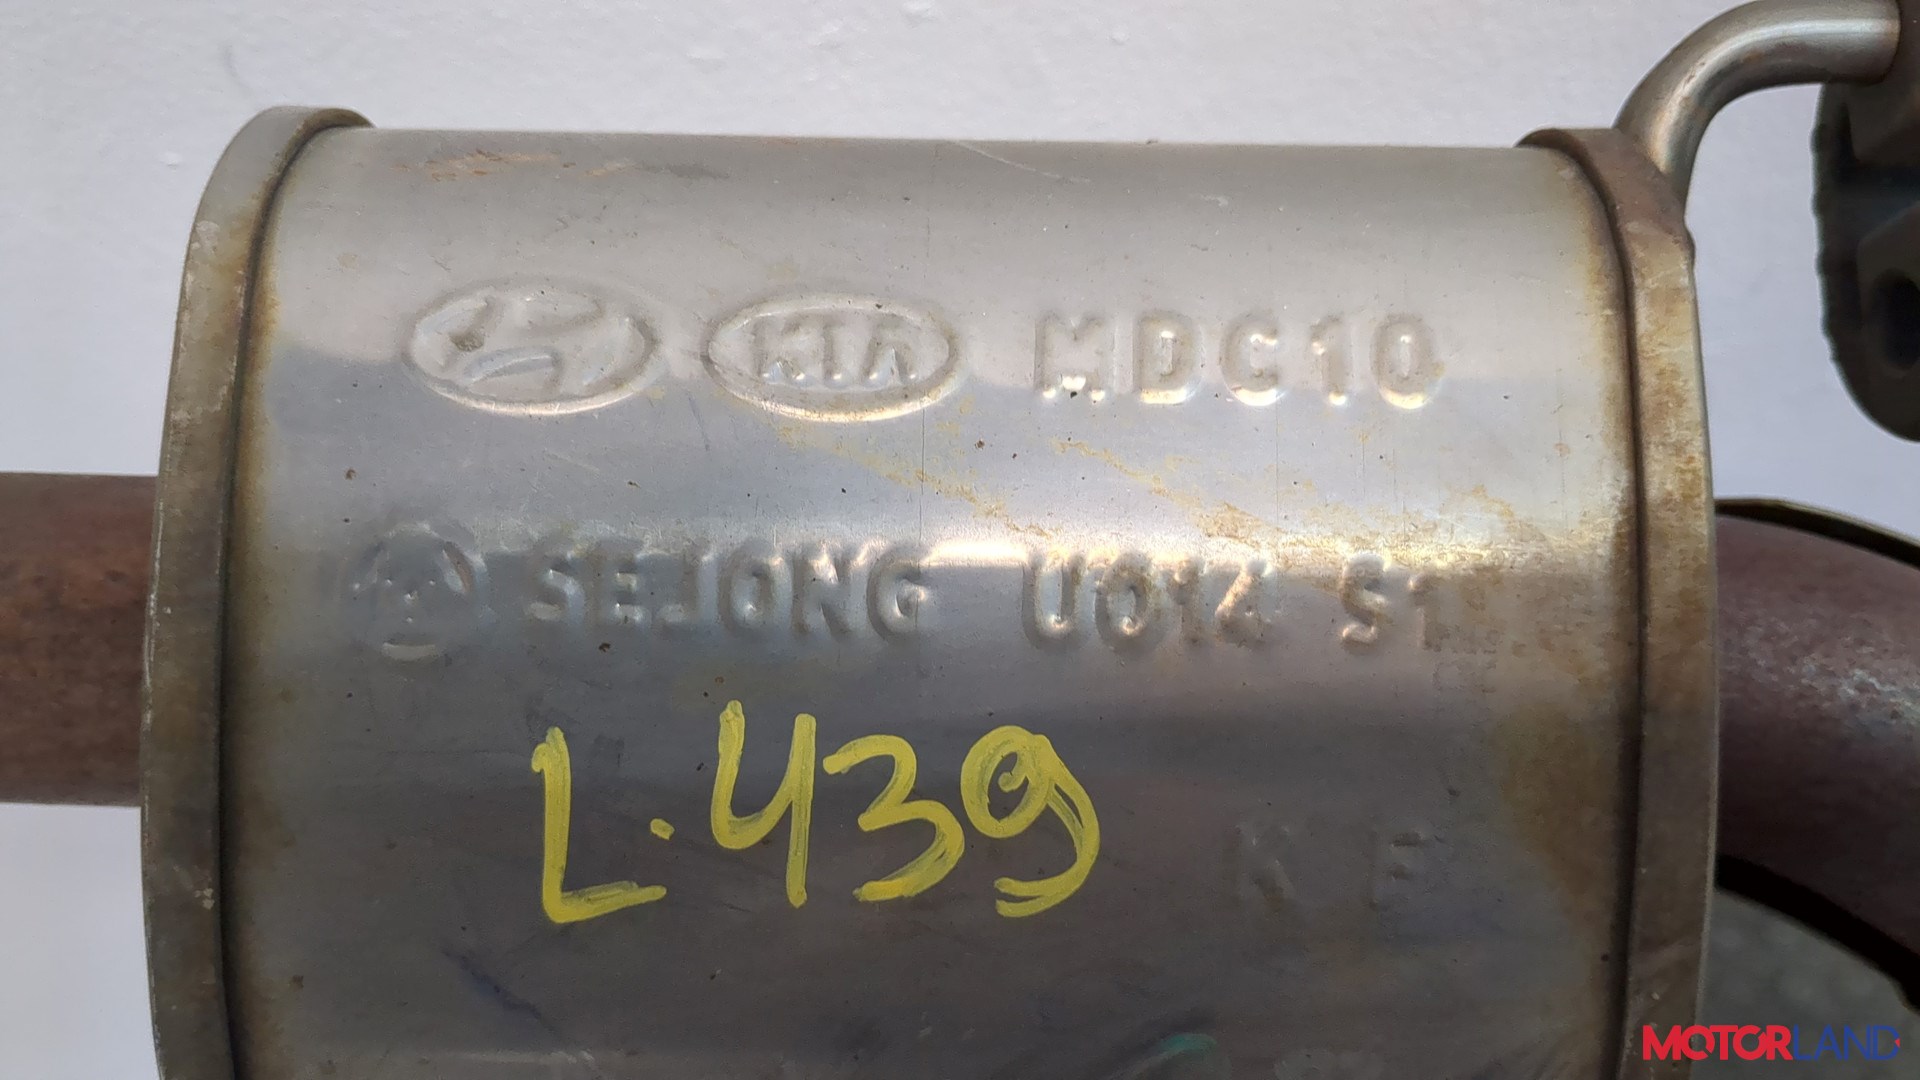 KIA MDC10
SEJONG U014 S1
L.439
K E
MOTORLAND